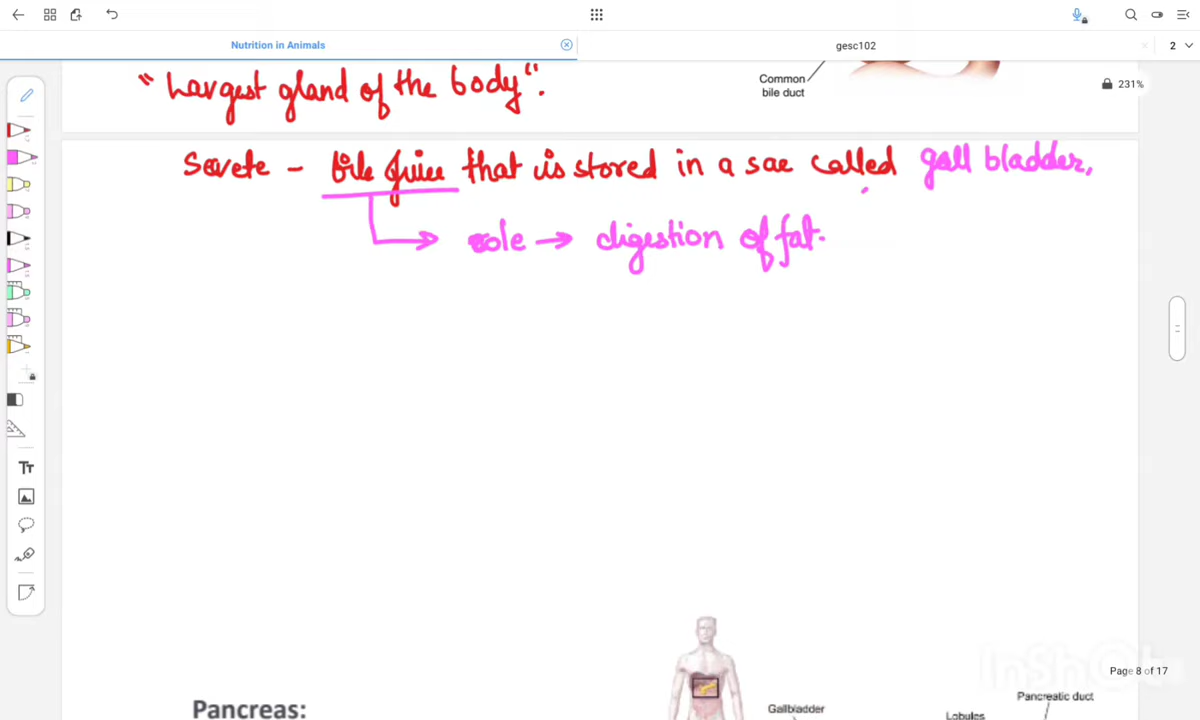 Nutrition in Animals
gesc102
2
231%
"Largest gland of the body".
Common
bile duct
Secrete - bile juice that is stored in a sac called gall bladder,
role → digestion of fat.
Tт
InShOt
Page 8 of 17
Pancreas:
Gallbladder
Pancreatic duct
Lobules